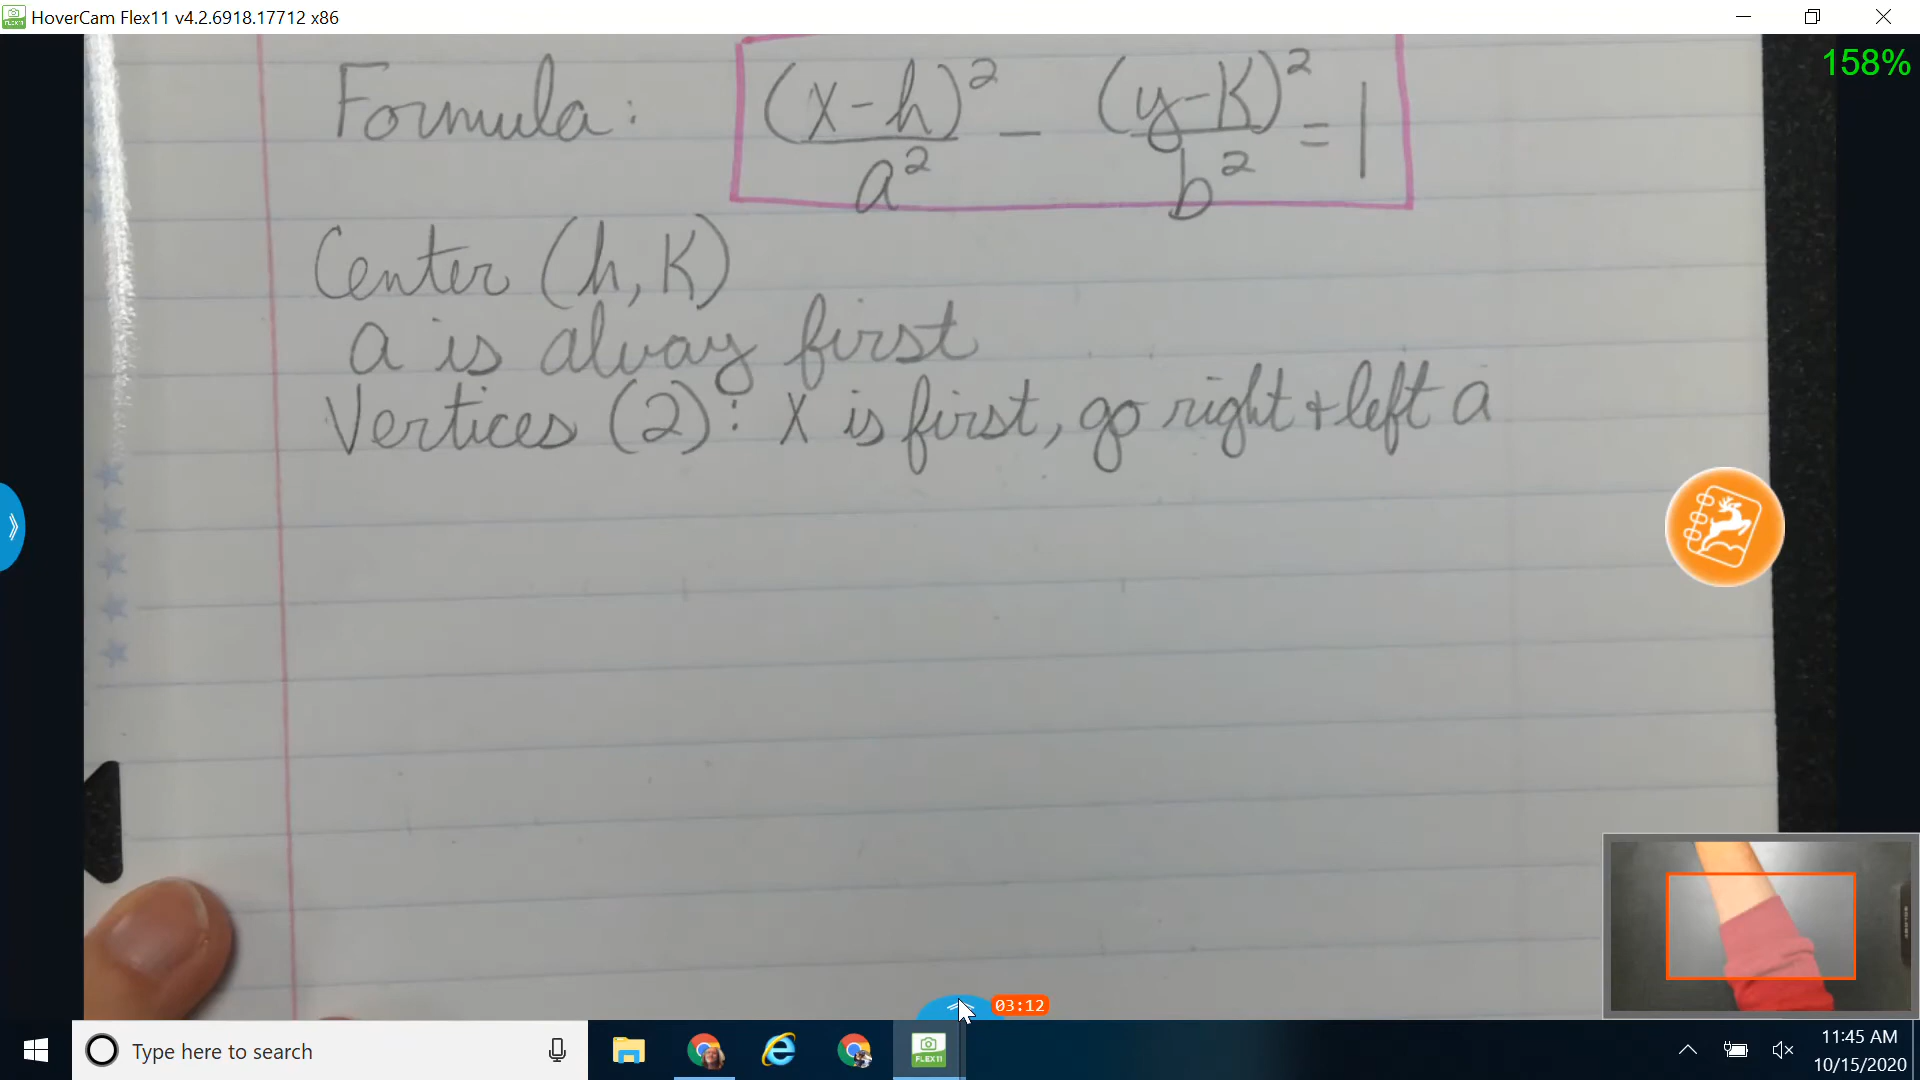 HoverCam Flex11 v4.2.6918.17712 x86
158%
Formula: (x-h)²/a² - (y-K)²/b² = 1
Center (h, K)
a is alway first
Vertices (2): X is first, go right + left a
03:12
Type here to search
FLEX11
11:45 AM
10/15/2020